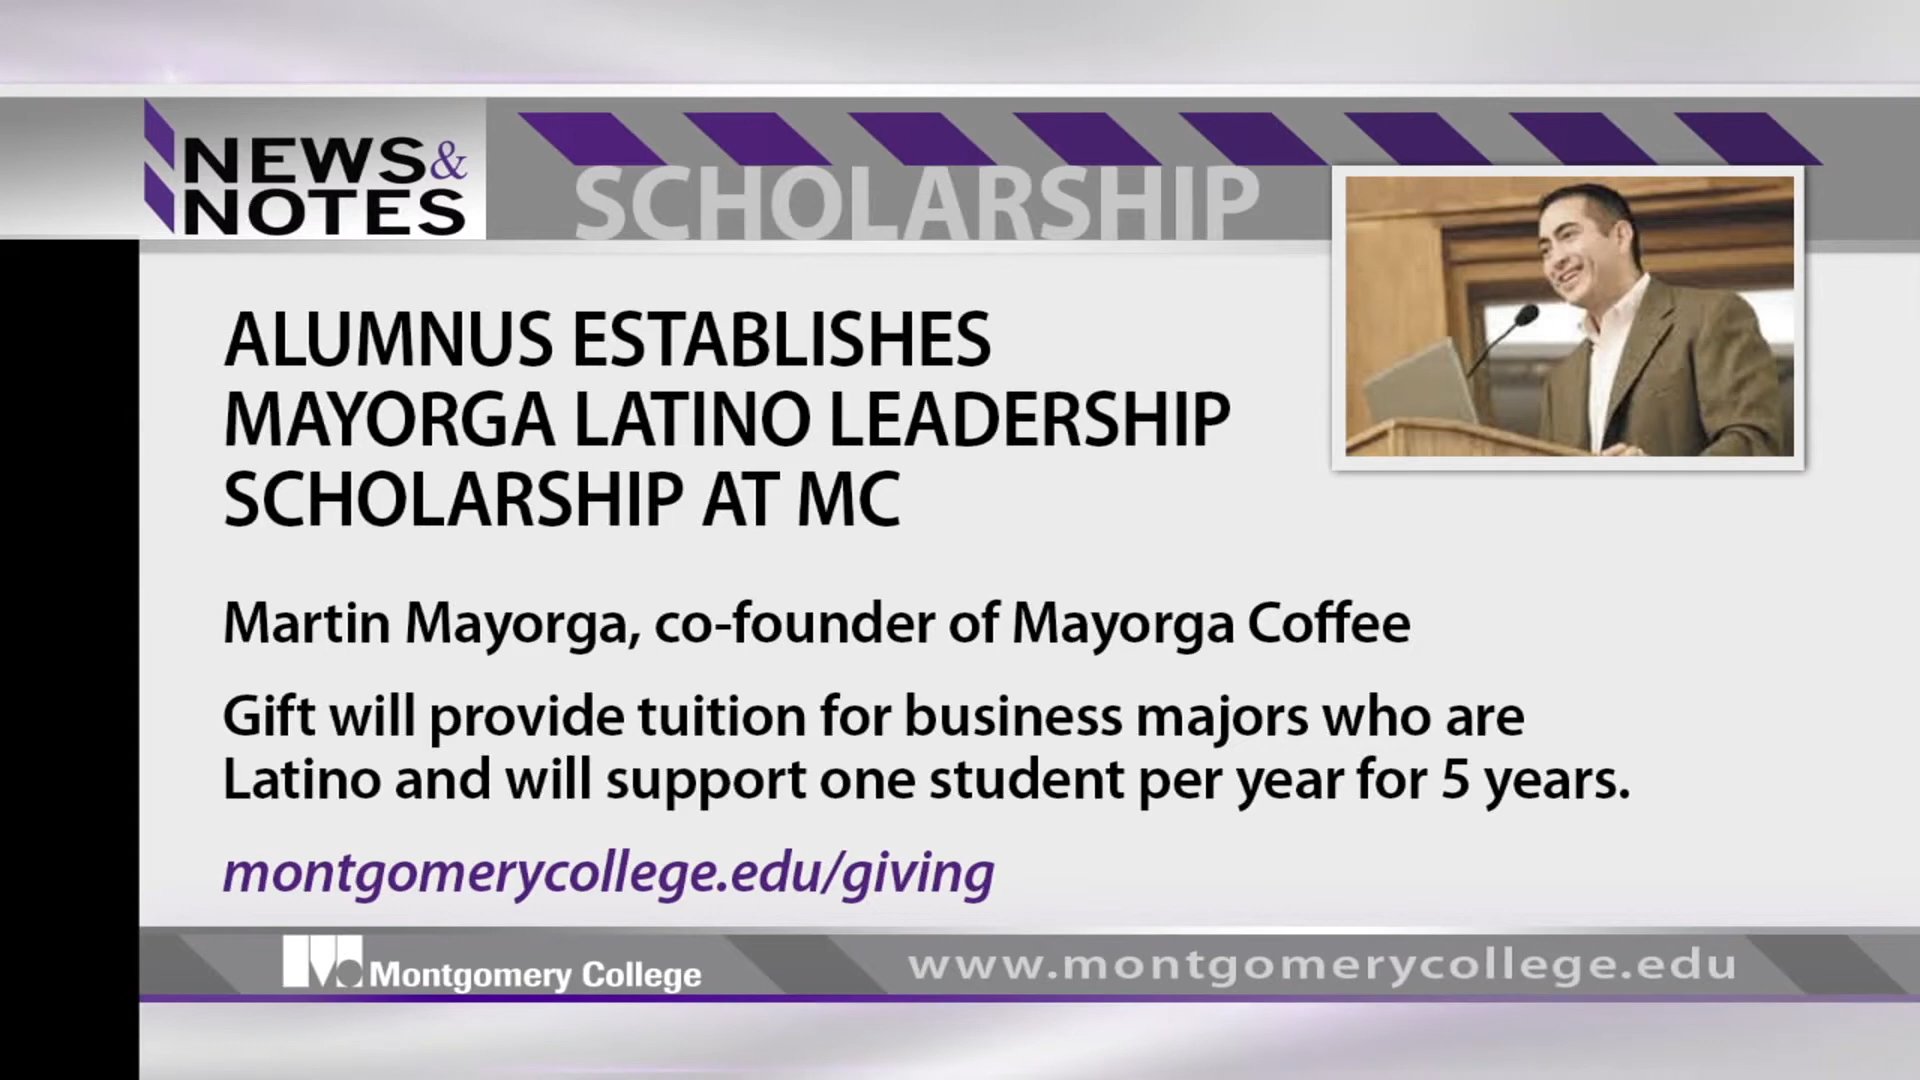 NEWS&
NOTES
SCHOLARSHIP
ALUMNUS ESTABLISHES
MAYORGA LATINO LEADERSHIP
SCHOLARSHIP AT MC
Martin Mayorga, co-founder of Mayorga Coffee
Gift will provide tuition for business majors who are
Latino and will support one student per year for 5 years.
montgomerycollege.edu/giving
Montgomery College
www.montgomerycollege.edu